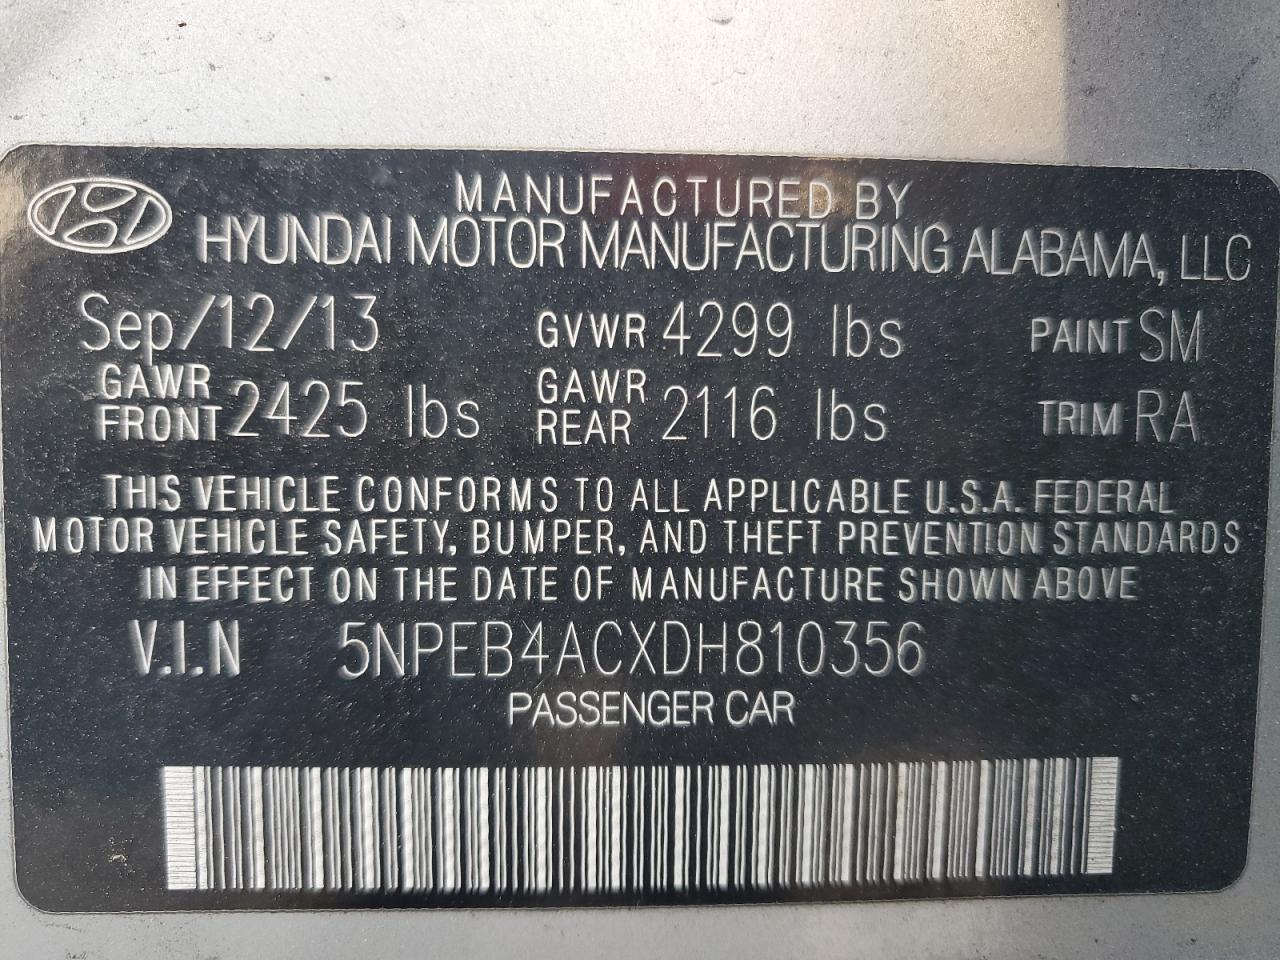 MANUFACTURED BY
HYUNDAI MOTOR MANUFACTURING ALABAMA, LLC
Sep/12/13 GVWR 4299 lbs PAINT SM
GAWR FRONT 2425 lbs GAWR REAR 2116 lbs TRIM RA
THIS VEHICLE CONFORMS TO ALL APPLICABLE U.S.A. FEDERAL
MOTOR VEHICLE SAFETY, BUMPER, AND THEFT PREVENTION STANDARDS
IN EFFECT ON THE DATE OF MANUFACTURE SHOWN ABOVE
V.I.N 5NPEB4ACXDH810356
PASSENGER CAR